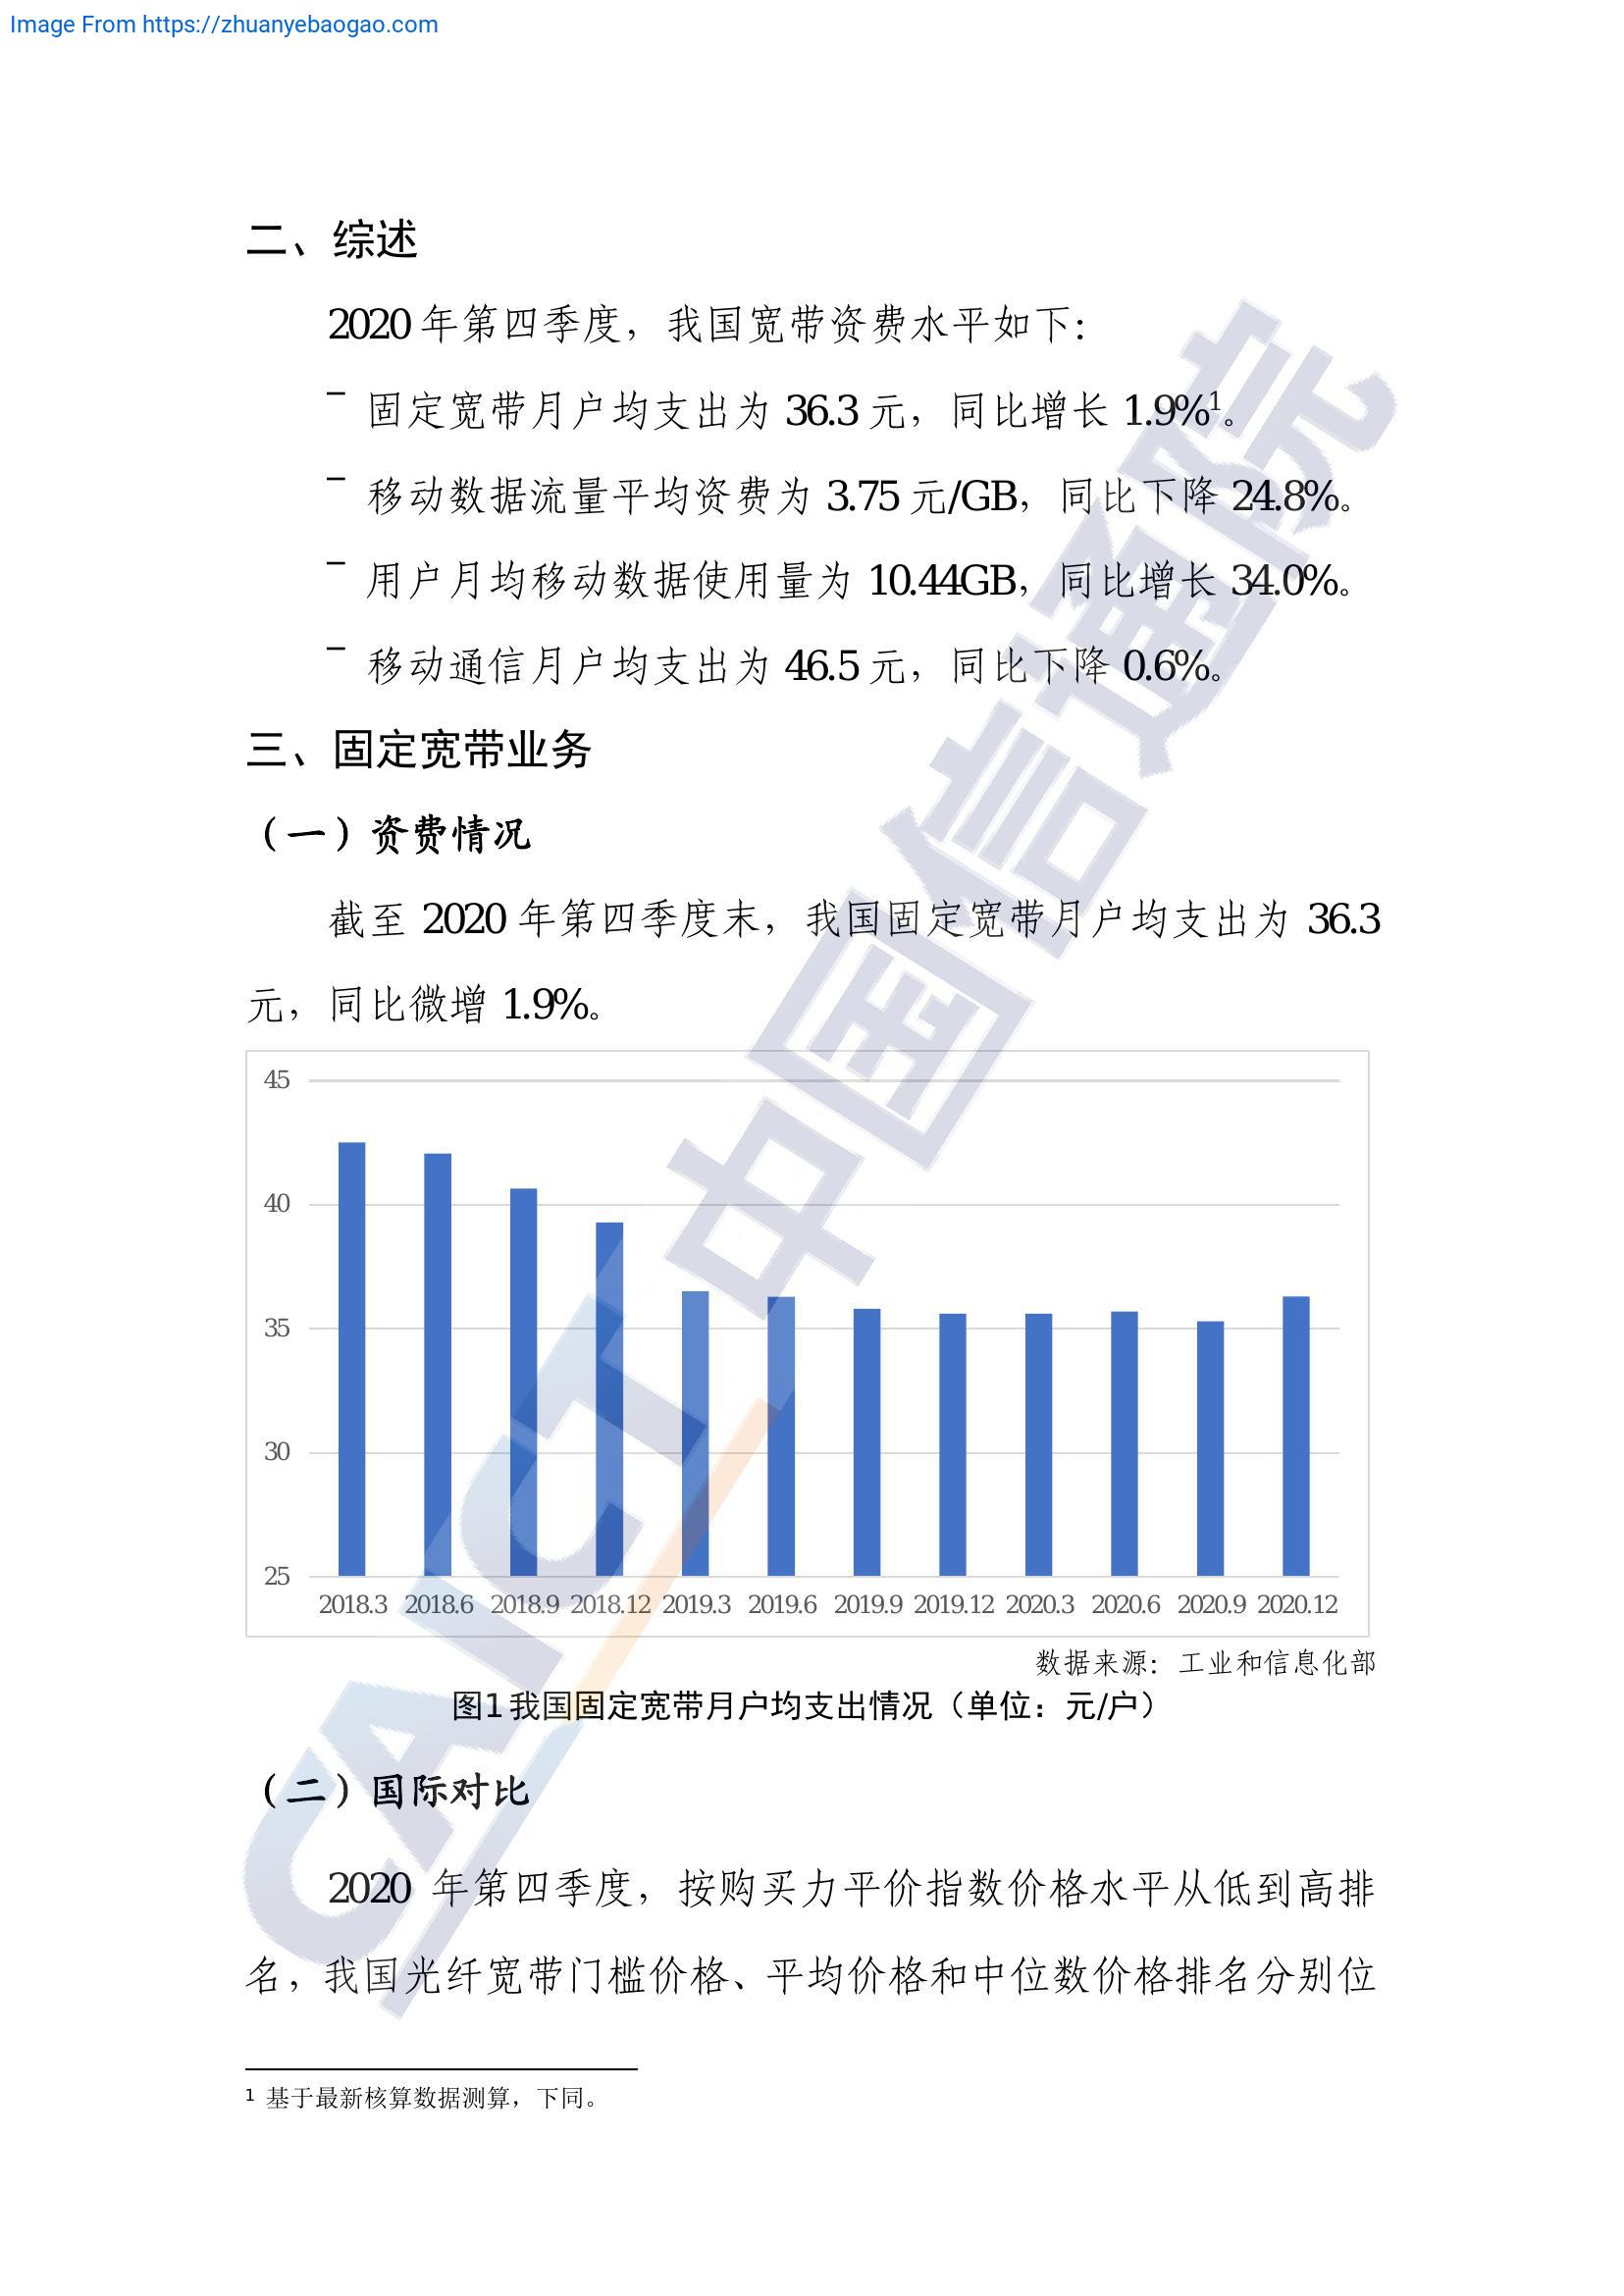 Image From https://zhuanyebaogao.com
二、综述
2020 年第四季度，我国宽带资费水平如下：
– 固定宽带月户均支出为 36.3 元，同比增长 1.9%¹。
– 移动数据流量平均资费为 3.75 元/GB，同比下降 24.8%。
– 用户月均移动数据使用量为 10.44GB，同比增长 34.0%。
– 移动通信月户均支出为 46.5 元，同比下降 0.6%。
三、固定宽带业务
（一）资费情况
截至 2020 年第四季度末，我国固定宽带月户均支出为 36.3
元，同比微增 1.9%。
45
40
35
30
25
2018.3 2018.6 2018.9 2018.12 2019.3 2019.6 2019.9 2019.12 2020.3 2020.6 2020.9 2020.12
数据来源：工业和信息化部
图1 我国固定宽带月户均支出情况（单位：元/户）
（二）国际对比
2020 年第四季度，按购买力平价指数价格水平从低到高排
名，我国光纤宽带门槛价格、平均价格和中位数价格排名分别位
1 基于最新核算数据测算，下同。
CAICT 中国信通院